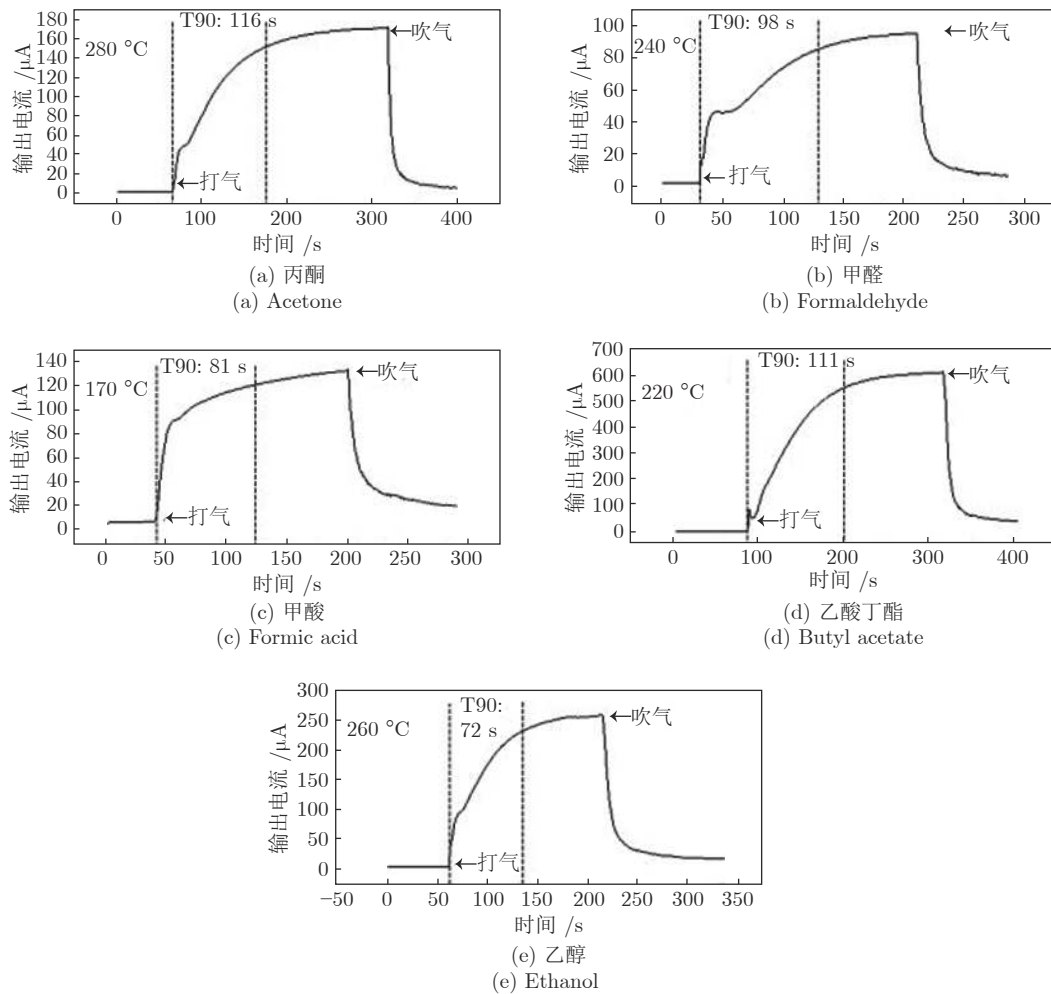 输出电流 /μA
180
160
140
120
100
80
60
40
20
0
280 °C
T90: 116 s
←吹气
←打气
0 100 200 300 400
时间 /s
(a) 丙酮
(a) Acetone
输出电流 /μA
100
80
60
40
20
0
240 °C
T90: 98 s
←吹气
←打气
0 50 100 150 200 250 300
时间 /s
(b) 甲醛
(b) Formaldehyde
输出电流 /μA
140
120
100
80
60
40
20
0
170 °C
T90: 81 s
←吹气
←打气
0 50 100 150 200 250 300
时间 /s
(c) 甲酸
(c) Formic acid
输出电流 /μA
700
600
500
400
300
200
100
0
220 °C
T90: 111 s
←吹气
←打气
0 100 200 300 400
时间 /s
(d) 乙酸丁酯
(d) Butyl acetate
输出电流 /μA
300
250
200
150
100
50
0
260 °C
T90:
72 s
←吹气
←打气
−50 0 50 100 150 200 250 300 350
时间 /s
(e) 乙醇
(e) Ethanol